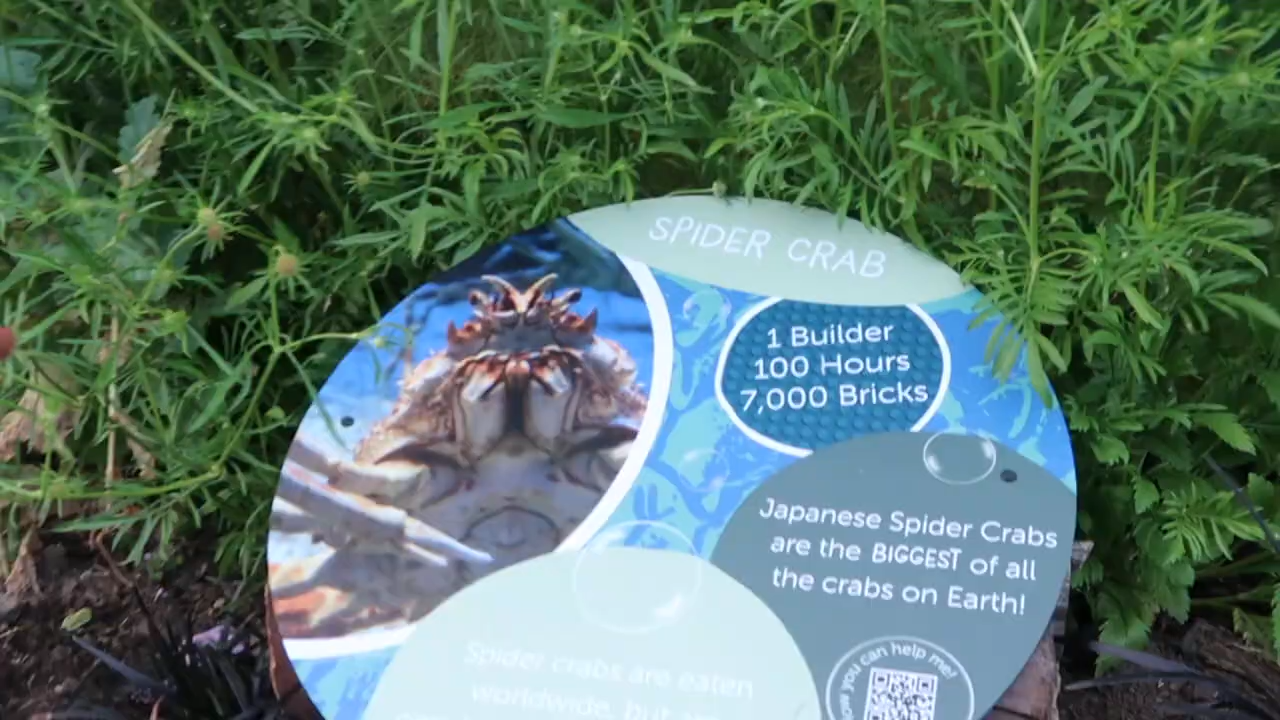 SPIDER CRAB
1 Builder
100 Hours
7,000 Bricks
Japanese Spider Crabs
are the BIGGEST of all
the crabs on Earth!
Spider crabs are eaten
worldwide, but
you can help me!